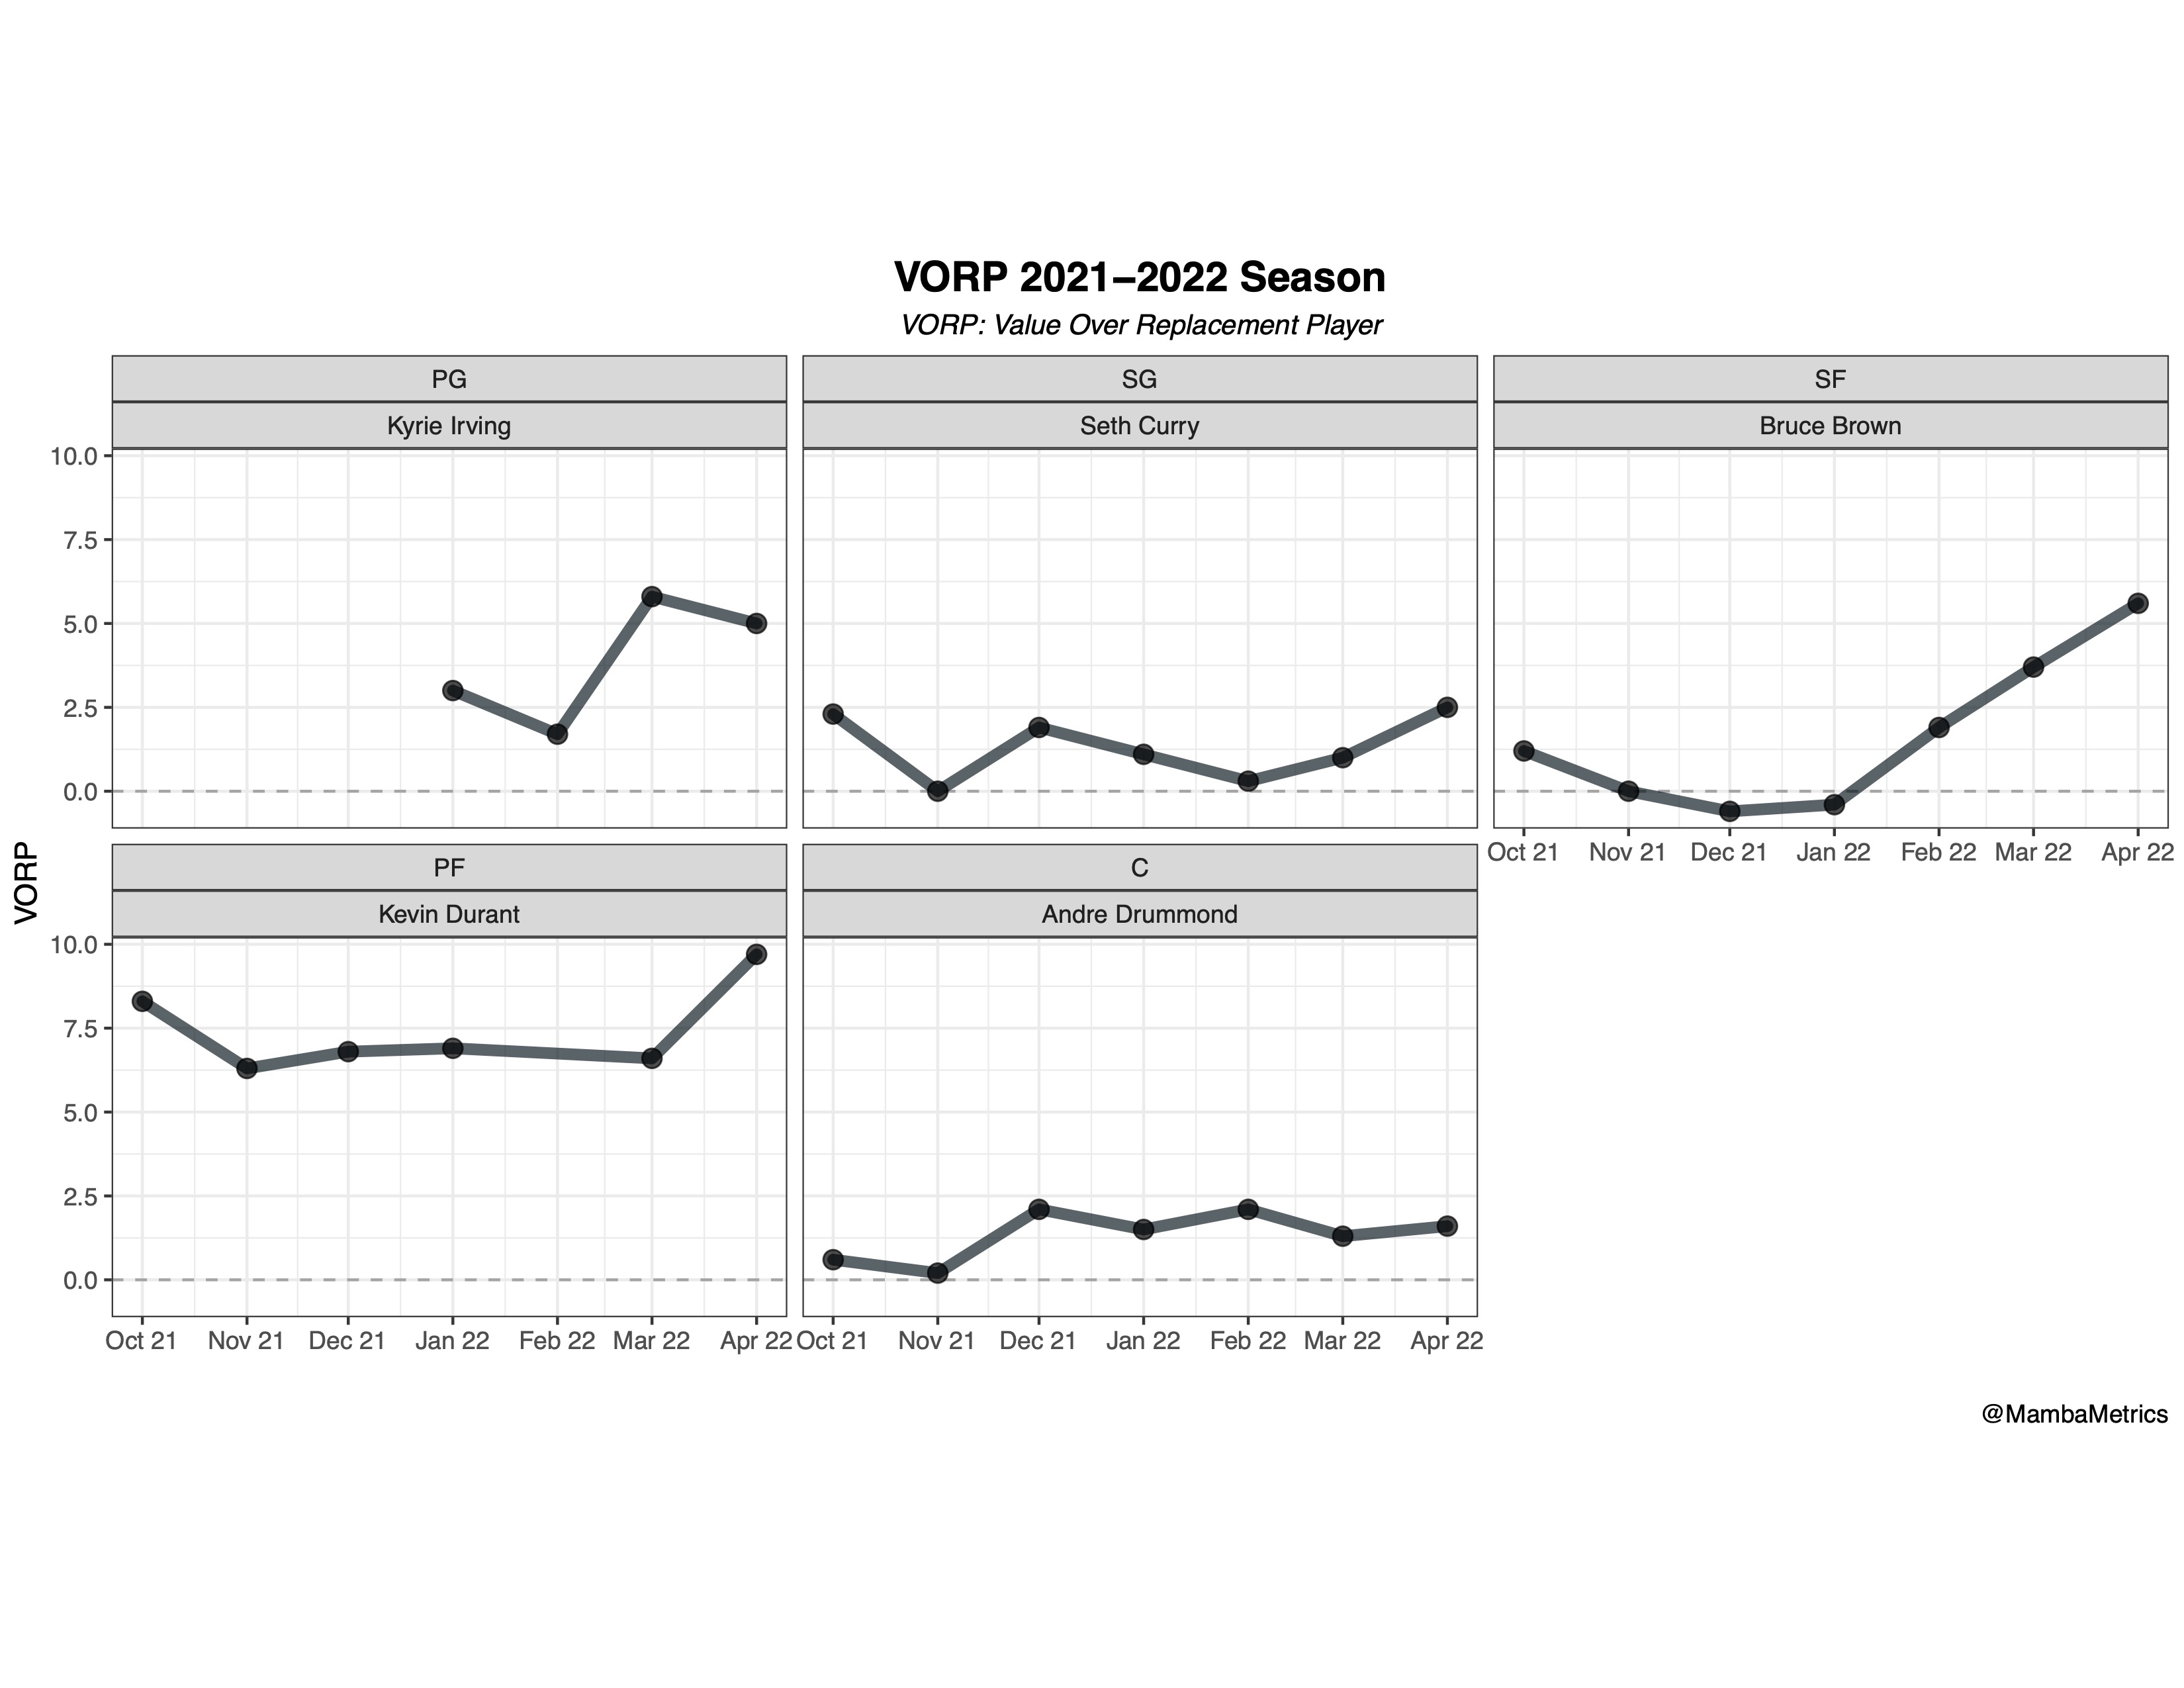 VORP 2021–2022 Season
VORP: Value Over Replacement Player
PG
SG
SF
Kyrie Irving
Seth Curry
Bruce Brown
10.0
7.5
5.0
2.5
0.0
Oct 21 Nov 21 Dec 21 Jan 22 Feb 22 Mar 22 Apr 22
VORP
PF
C
Kevin Durant
Andre Drummond
10.0
7.5
5.0
2.5
0.0
Oct 21 Nov 21 Dec 21 Jan 22 Feb 22 Mar 22 Apr 22
Oct 21 Nov 21 Dec 21 Jan 22 Feb 22 Mar 22 Apr 22
@MambaMetrics